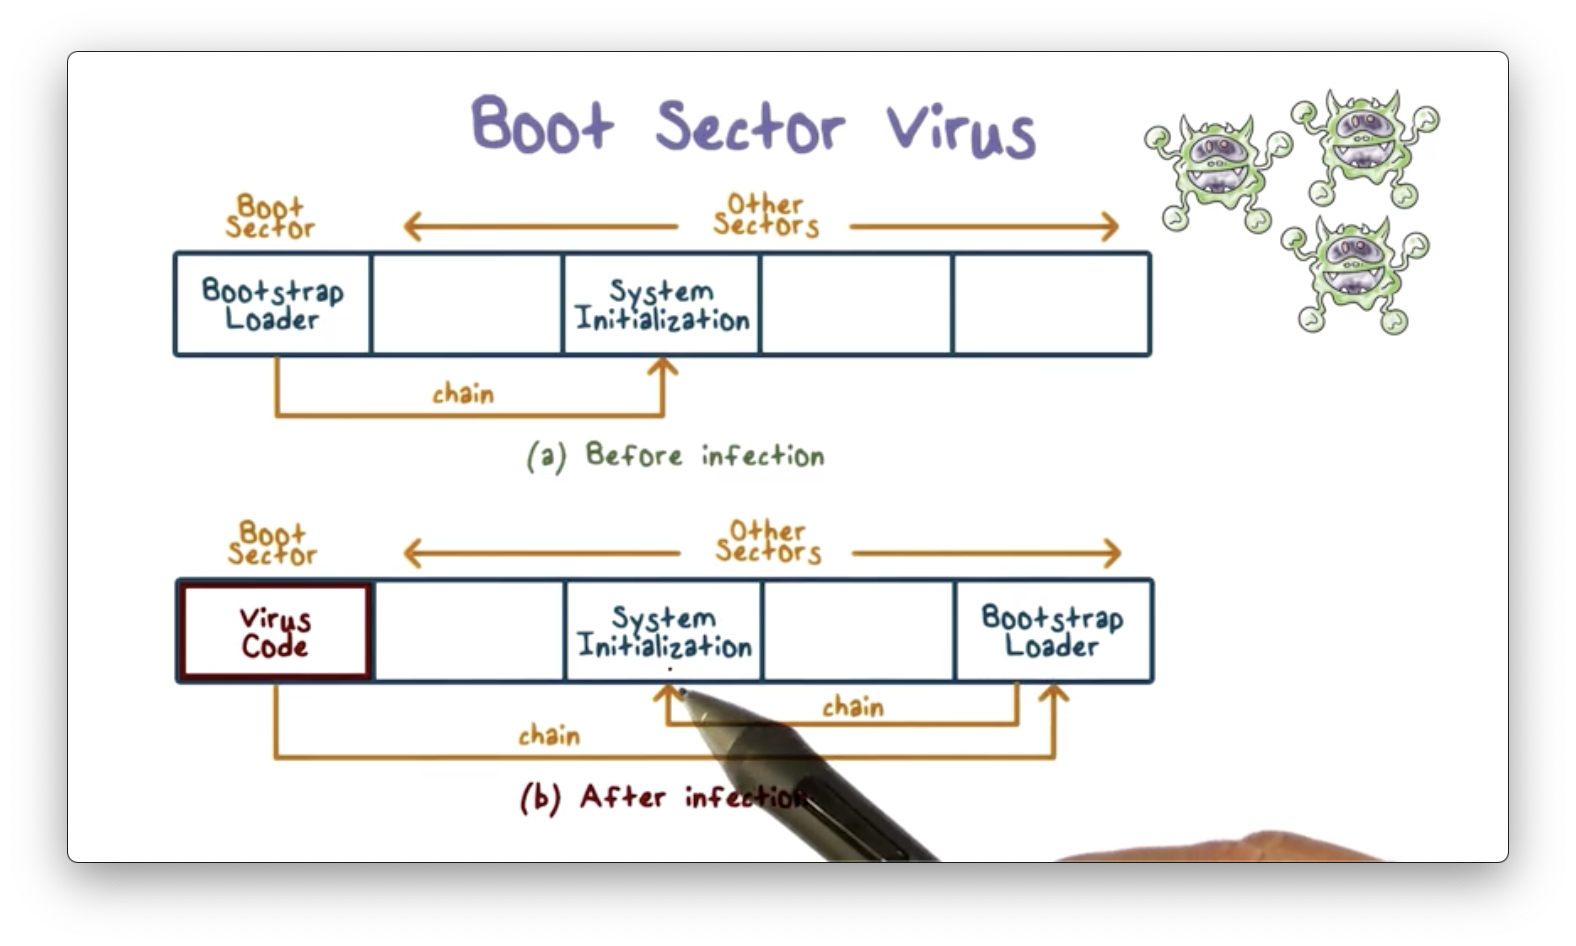 Boot Sector Virus
Boot
Sector
Other
Sectors
Bootstrap
Loader
System
Initialization
chain
(a) Before infection
Boot
Sector
Other
Sectors
Virus
Code
System
Initialization
Bootstrap
Loader
chain
chain
(b) After infection